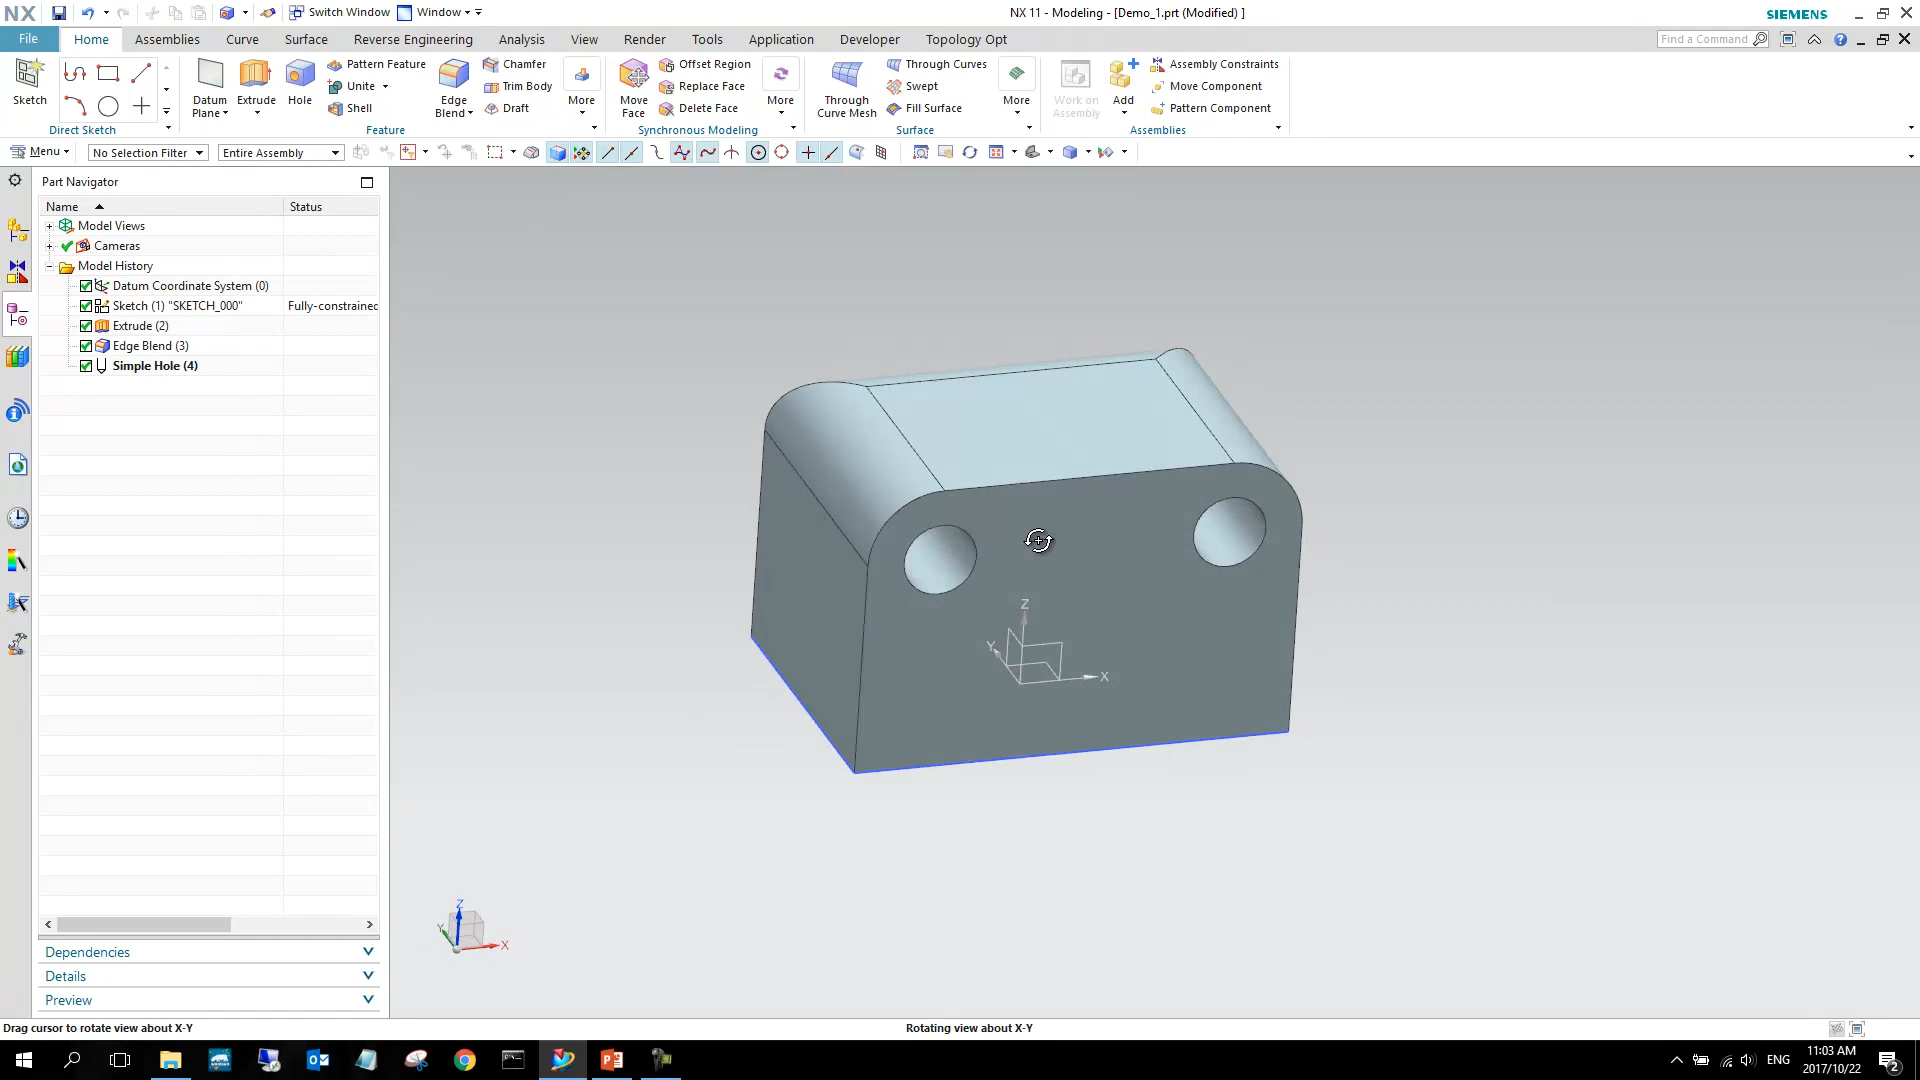 NX
Switch Window
Window
NX 11 - Modeling - [Demo_1.prt (Modified) ]
SIEMENS
File
Home
Assemblies
Curve
Surface
Reverse Engineering
Analysis
View
Render
Tools
Application
Developer
Topology Opt
Find a Command
Sketch
Direct Sketch
Datum
Plane
Extrude
Hole
Pattern Feature
Unite
Shell
Edge
Blend
Chamfer
Trim Body
Draft
More
Feature
Move
Face
Offset Region
Replace Face
Delete Face
More
Synchronous Modeling
Through
Curve Mesh
Through Curves
Swept
Fill Surface
More
Surface
Work on
Assembly
Add
Assembly Constraints
Move Component
Pattern Component
Assemblies
Menu
No Selection Filter
Entire Assembly
Part Navigator
Name
Status
Model Views
Cameras
Model History
Datum Coordinate System (0)
Sketch (1) "SKETCH_000"
Fully-constrained
Extrude (2)
Edge Blend (3)
Simple Hole (4)
Z
Y
X
Z
Y
X
Dependencies
Details
Preview
Drag cursor to rotate view about X-Y
Rotating view about X-Y
ENG
11:03 AM
2017/10/22
2